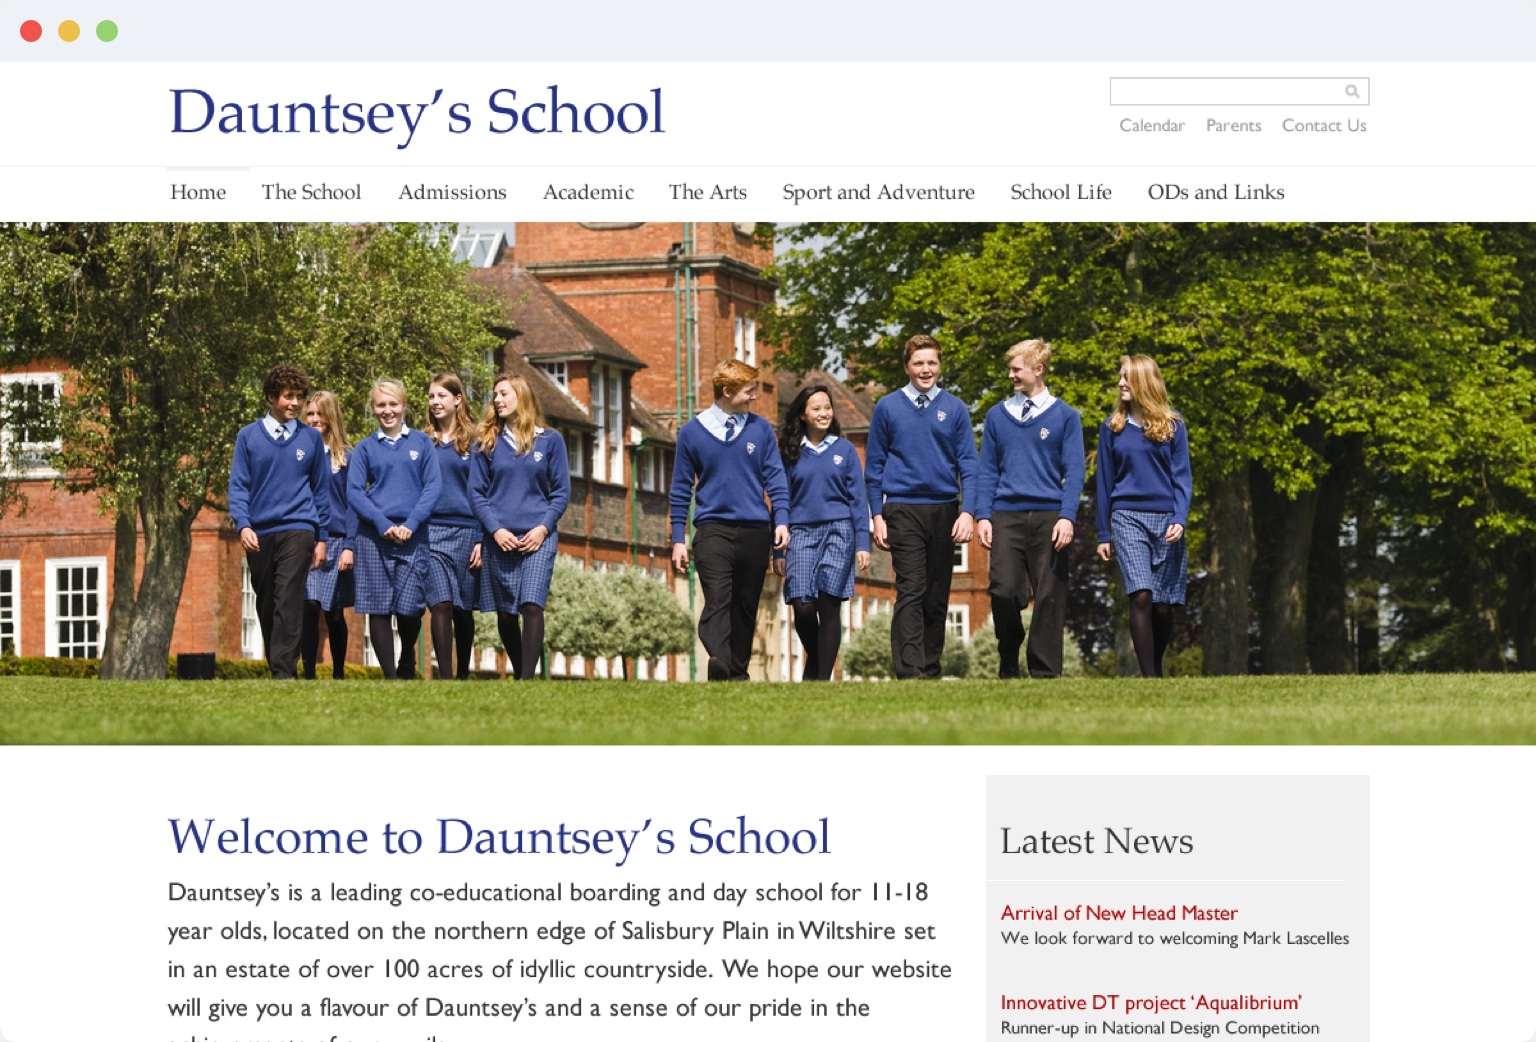 Dauntsey’s School
Calendar Parents Contact Us
Home The School Admissions Academic The Arts Sport and Adventure School Life ODs and Links
Welcome to Dauntsey’s School
Dauntsey’s is a leading co-educational boarding and day school for 11-18
year olds, located on the northern edge of Salisbury Plain in Wiltshire set
in an estate of over 100 acres of idyllic countryside. We hope our website
will give you a flavour of Dauntsey’s and a sense of our pride in the
Latest News
Arrival of New Head Master
We look forward to welcoming Mark Lascelles
Innovative DT project ‘Aqualibrium’
Runner-up in National Design Competition